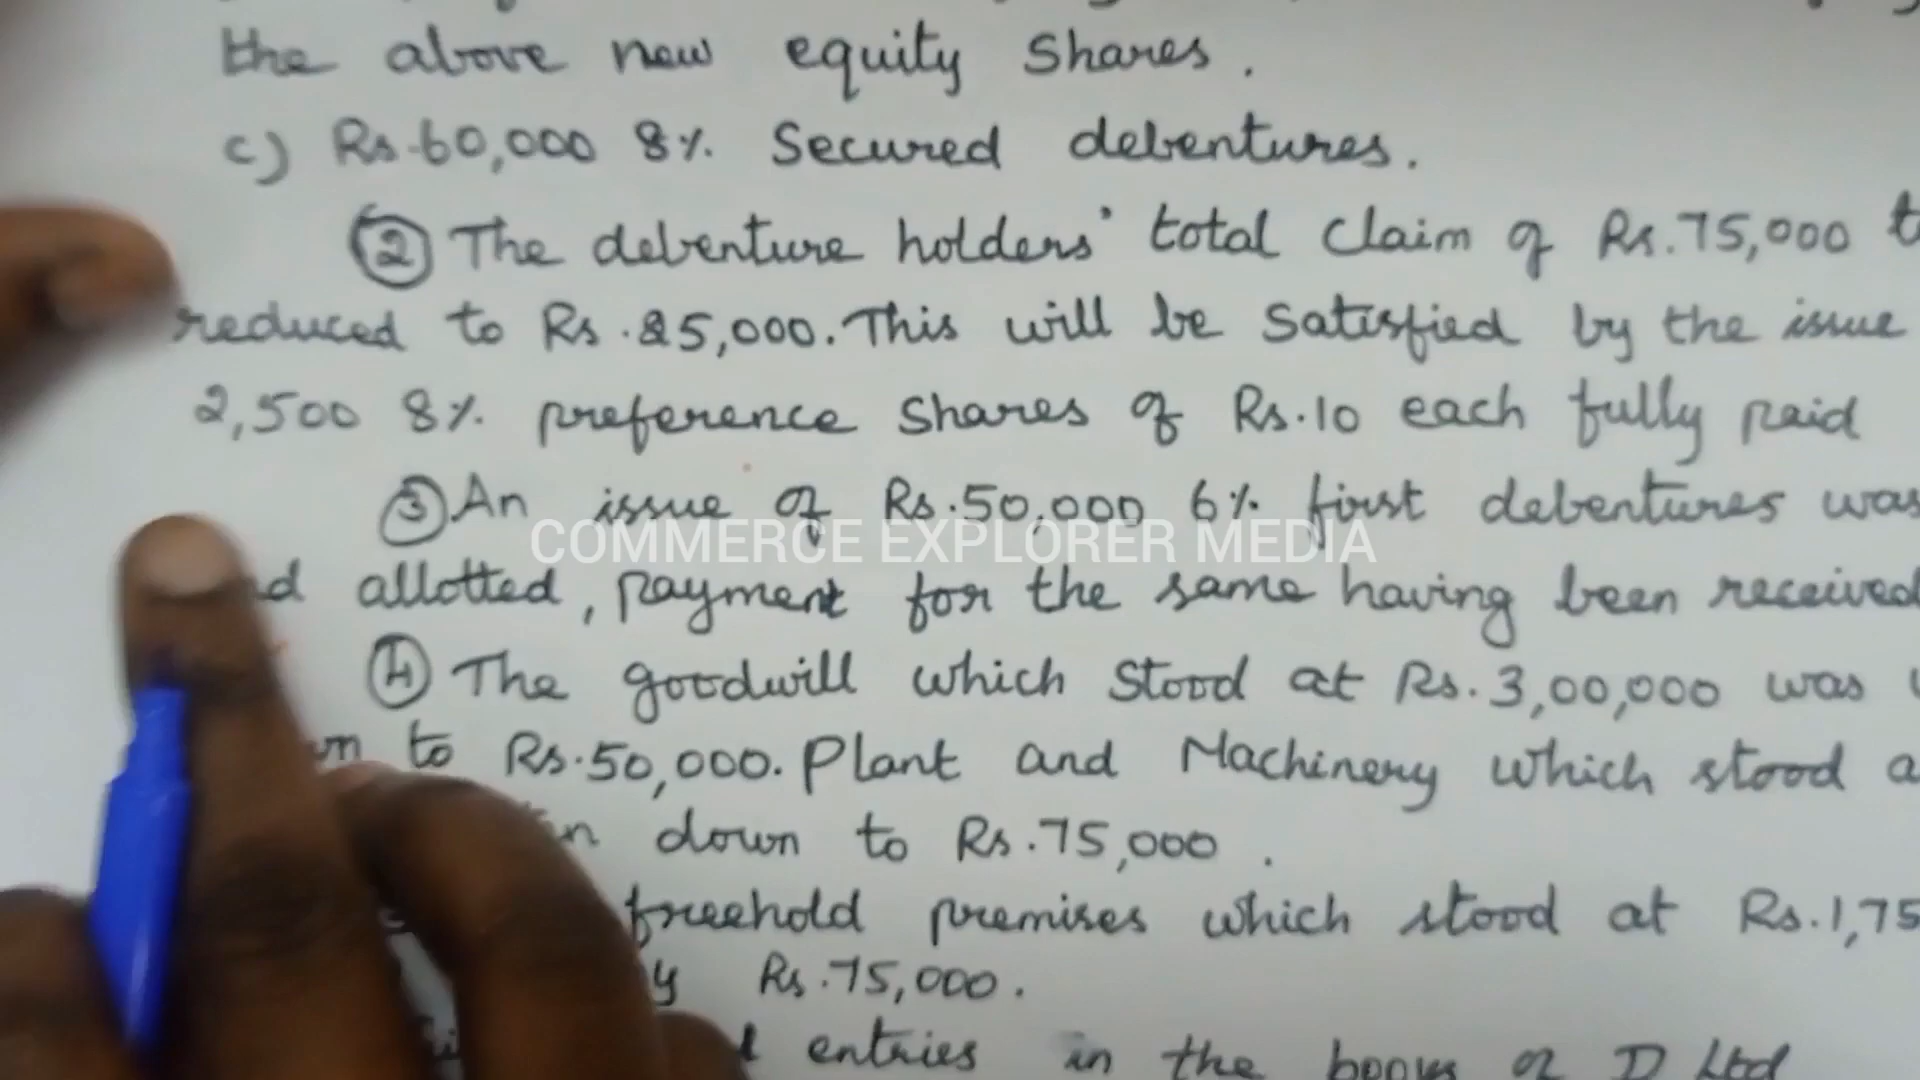 the above new equity shares.
c) Rs.60,000 8% Secured debentures.
② The debenture holders' total claim of Rs.75,000 t
reduced to Rs.25,000. This will be satisfied by the issue
2,500 8% preference shares of Rs.10 each fully paid
③ An issue of Rs.50,000 6% first debentures was
COMMERCE EXPLORER MEDIA
d allotted, payment for the same having been received
④ The goodwill which stood at Rs.3,00,000 was
wn to Rs.50,000. Plant and Machinery which stood a
n down to Rs.75,000.
freehold premises which stood at Rs.1,75
y Rs.75,000.
l entries in the books of D Ltd